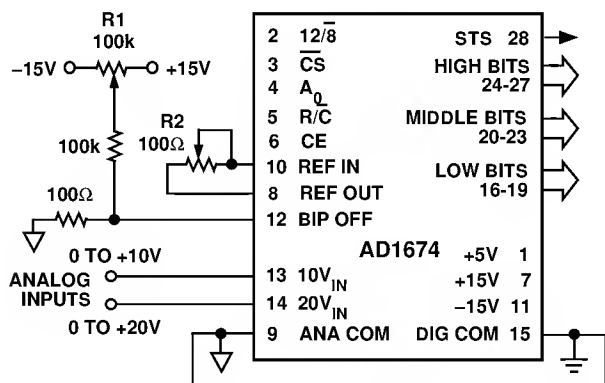 R1
100k
–15V
+15V
100k
R2
100Ω
100Ω
0 TO +10V
ANALOG
INPUTS
0 TO +20V
2 12/8̅
3 C̅S̅
4 A₀
5 R/C̅
6 CE
10 REF IN
8 REF OUT
12 BIP OFF
13 10V_IN
14 20V_IN
9 ANA COM
STS 28
HIGH BITS
24-27
MIDDLE BITS
20-23
LOW BITS
16-19
AD1674
+5V 1
+15V 7
–15V 11
DIG COM 15